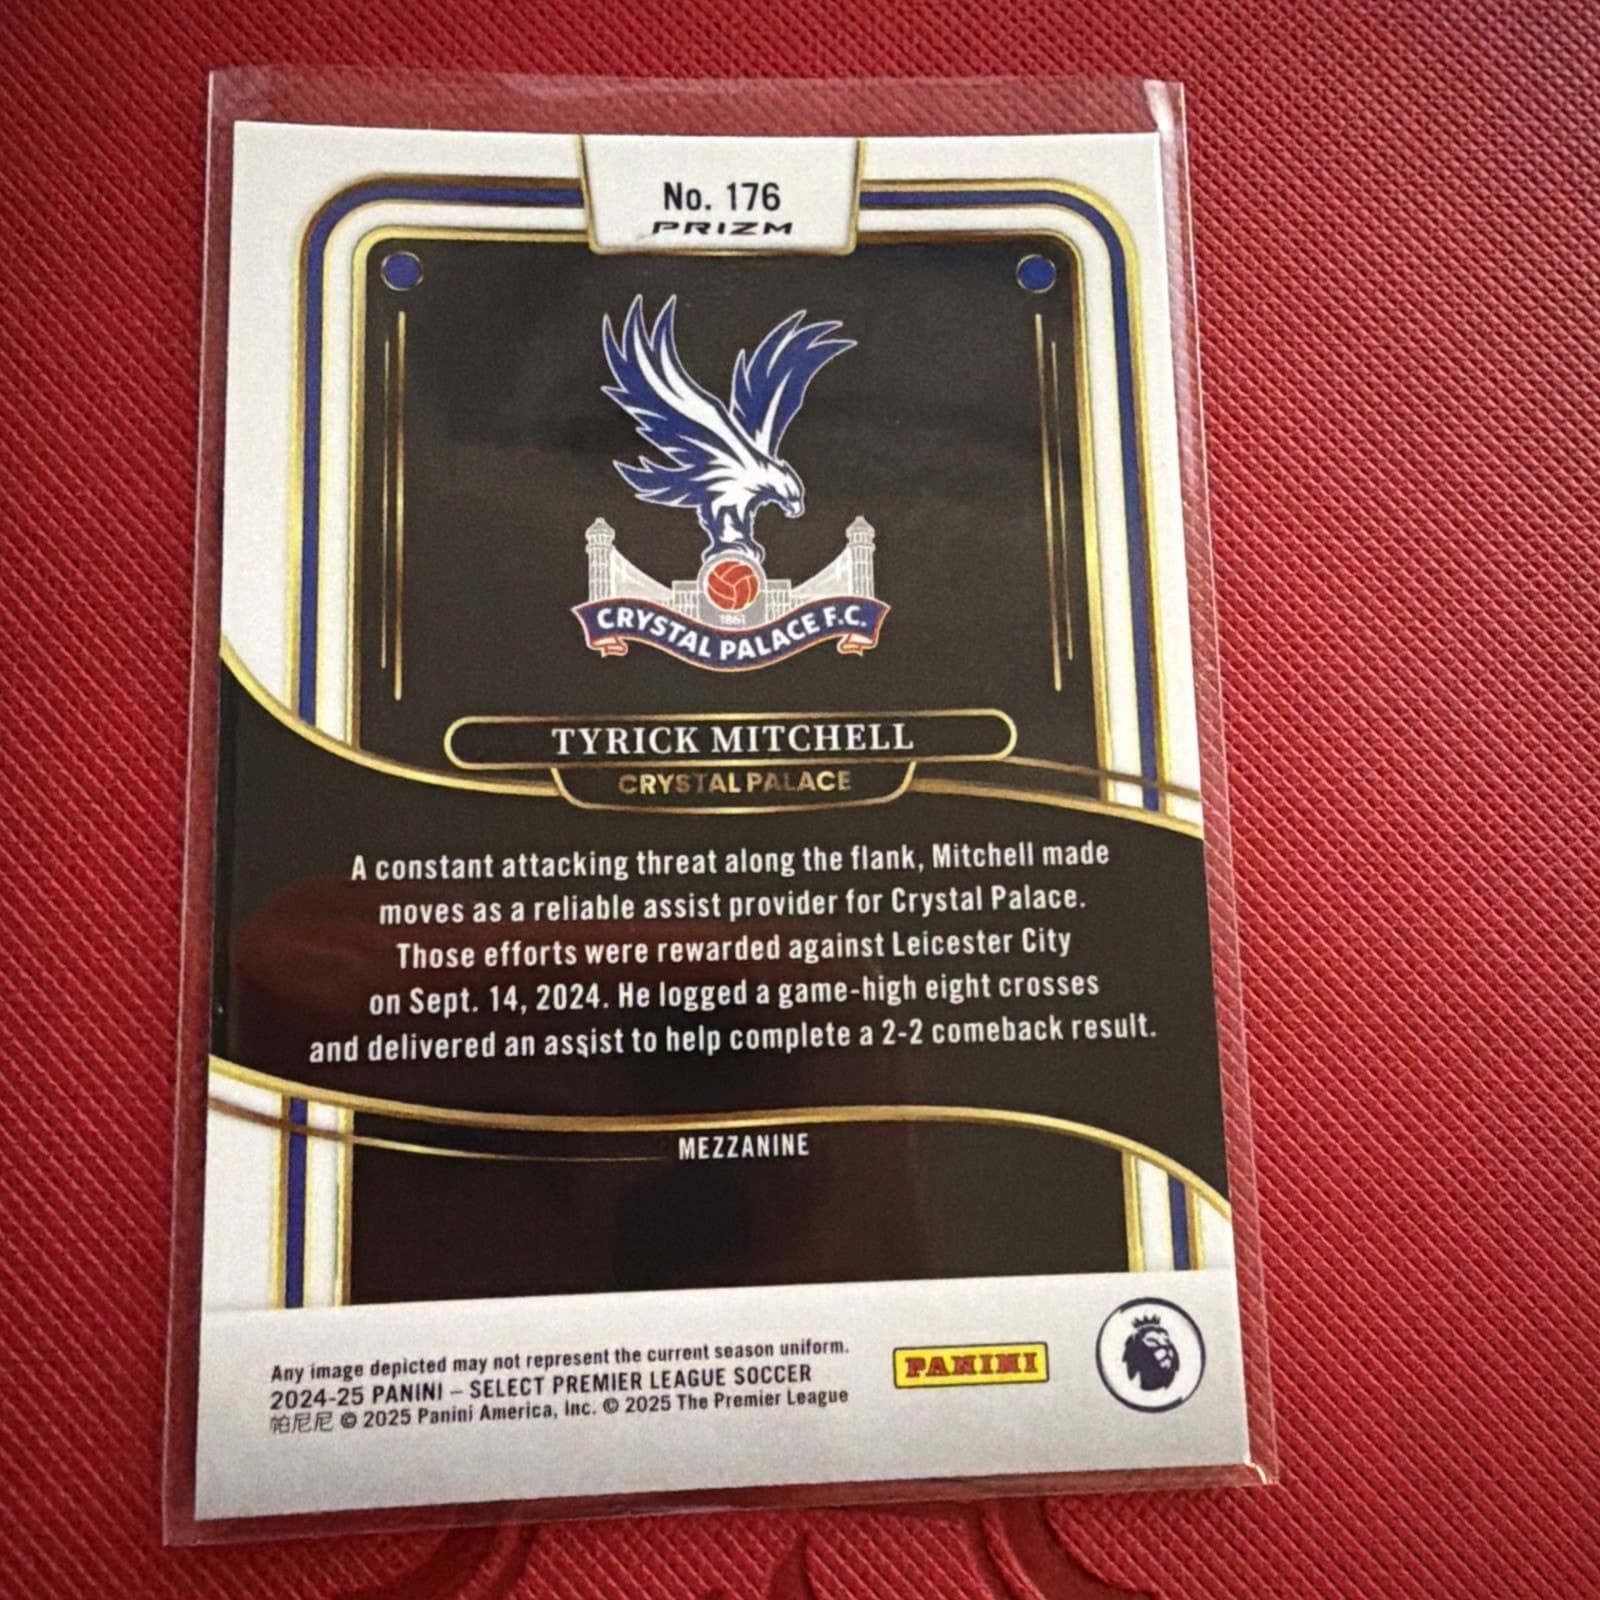 No. 176
PRIZM
1861
CRYSTAL PALACE F.C.
TYRICK MITCHELL
CRYSTAL PALACE
A constant attacking threat along the flank, Mitchell made
moves as a reliable assist provider for Crystal Palace.
Those efforts were rewarded against Leicester City
on Sept. 14, 2024. He logged a game-high eight crosses
and delivered an assist to help complete a 2-2 comeback result.
MEZZANINE
Any image depicted may not represent the current season uniform.
2024-25 PANINI – SELECT PREMIER LEAGUE SOCCER
帕尼尼 © 2025 Panini America, Inc. © 2025 The Premier League
PANINI